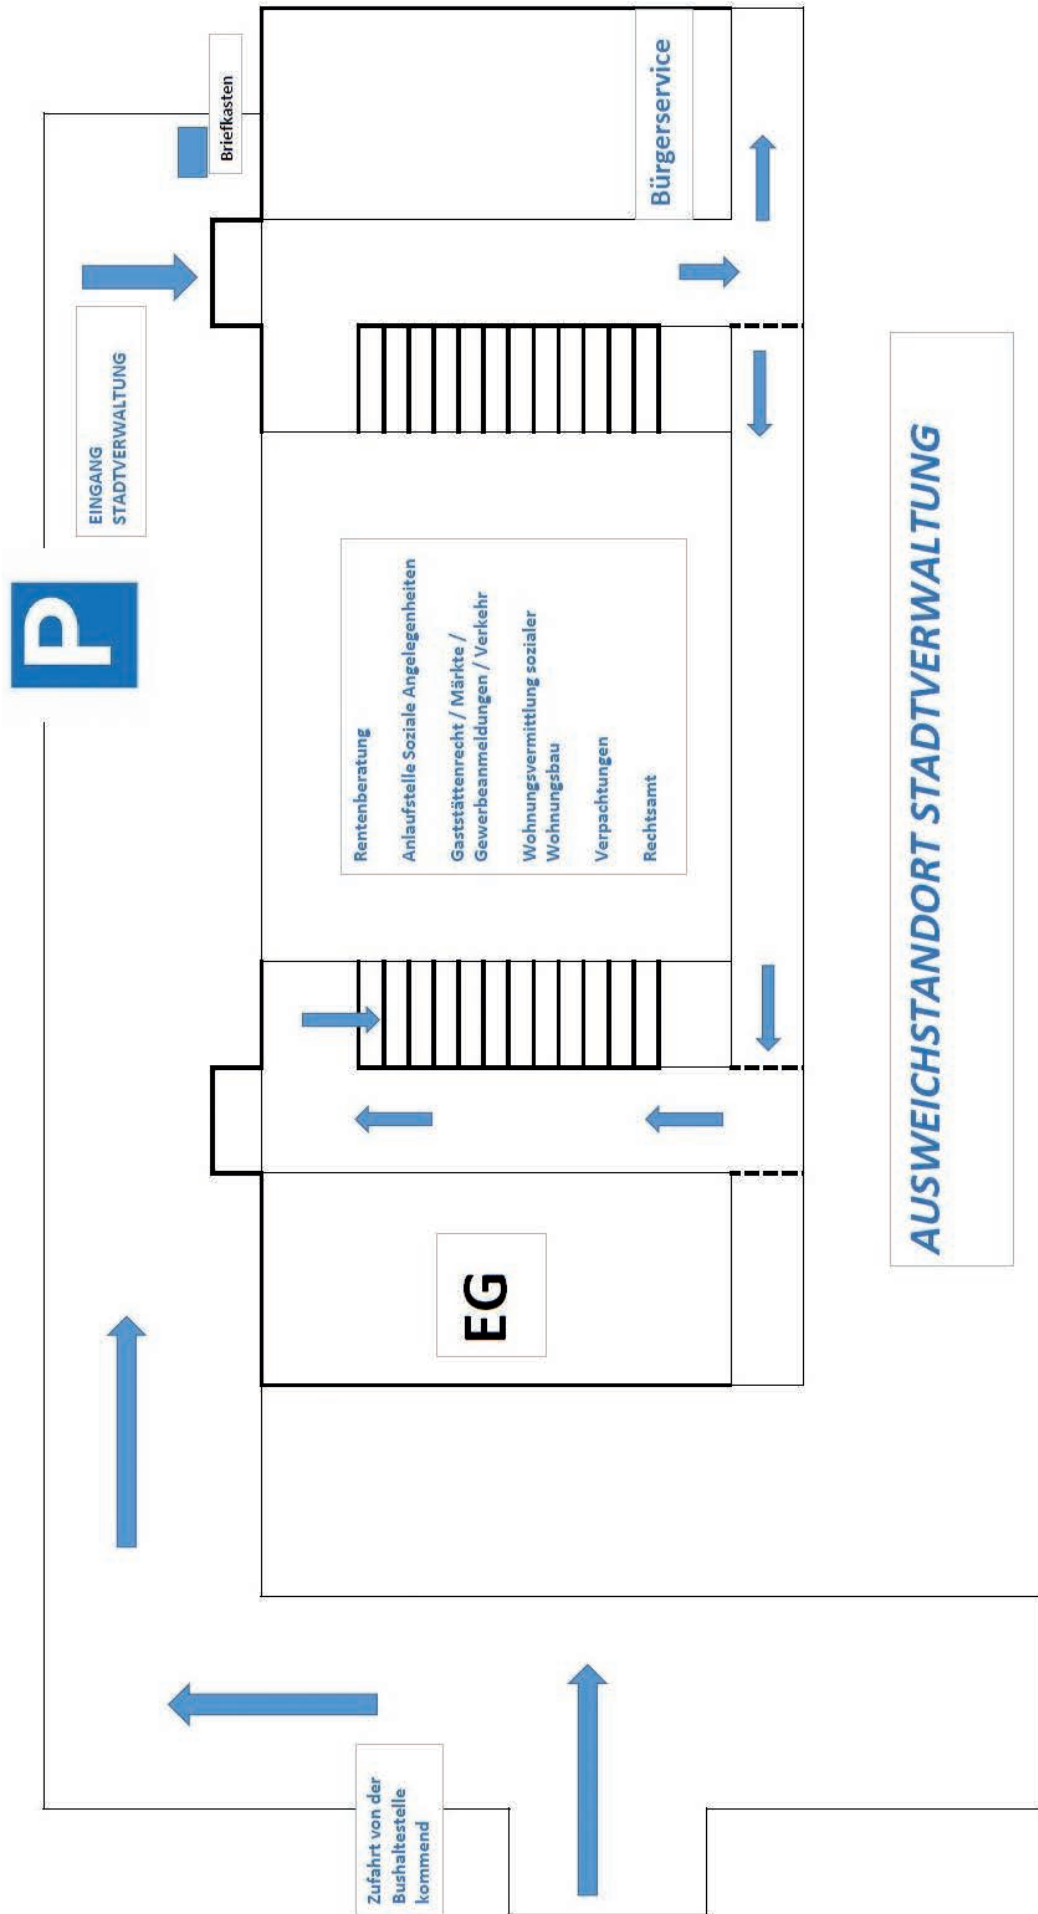 P
EINGANG
STADTVERWALTUNG
Briefkasten
Zufahrt von der
Bushaltestelle
kommend
Rentenberatung
Anlaufstelle Soziale Angelegenheiten
Gaststättenrecht / Märkte /
Gewerbeanmeldungen / Verkehr
Wohnungsvermittlung sozialer
Wohnungsbau
Verpachtungen
Rechtsamt
EG
Bürgerservice
AUSWEICHSTANDORT STADTVERWALTUNG